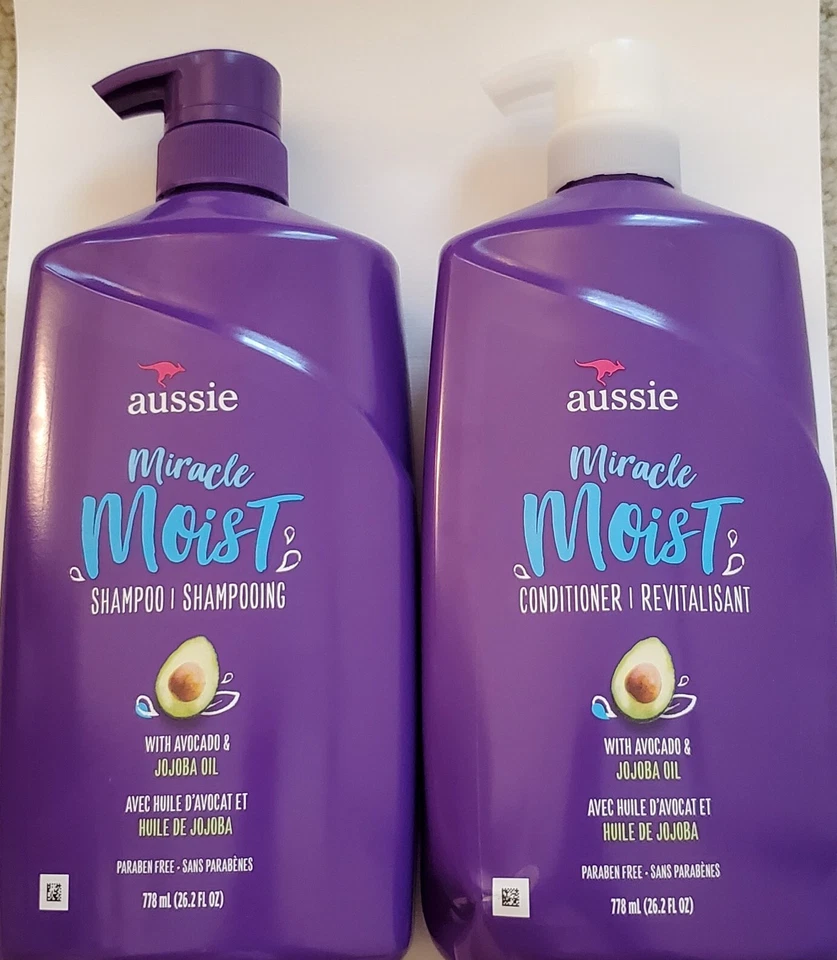 aussie
Miracle
Moist
SHAMPOO | SHAMPOOING
WITH AVOCADO &
JOJOBA OIL
AVEC HUILE D'AVOCAT ET
HUILE DE JOJOBA
PARABEN FREE - SANS PARABÈNES
778 mL (26.2 FL OZ)
aussie
Miracle
Moist
CONDITIONER | REVITALISANT
WITH AVOCADO &
JOJOBA OIL
AVEC HUILE D'AVOCAT ET
HUILE DE JOJOBA
PARABEN FREE - SANS PARABÈNES
778 mL (26.2 FL OZ)